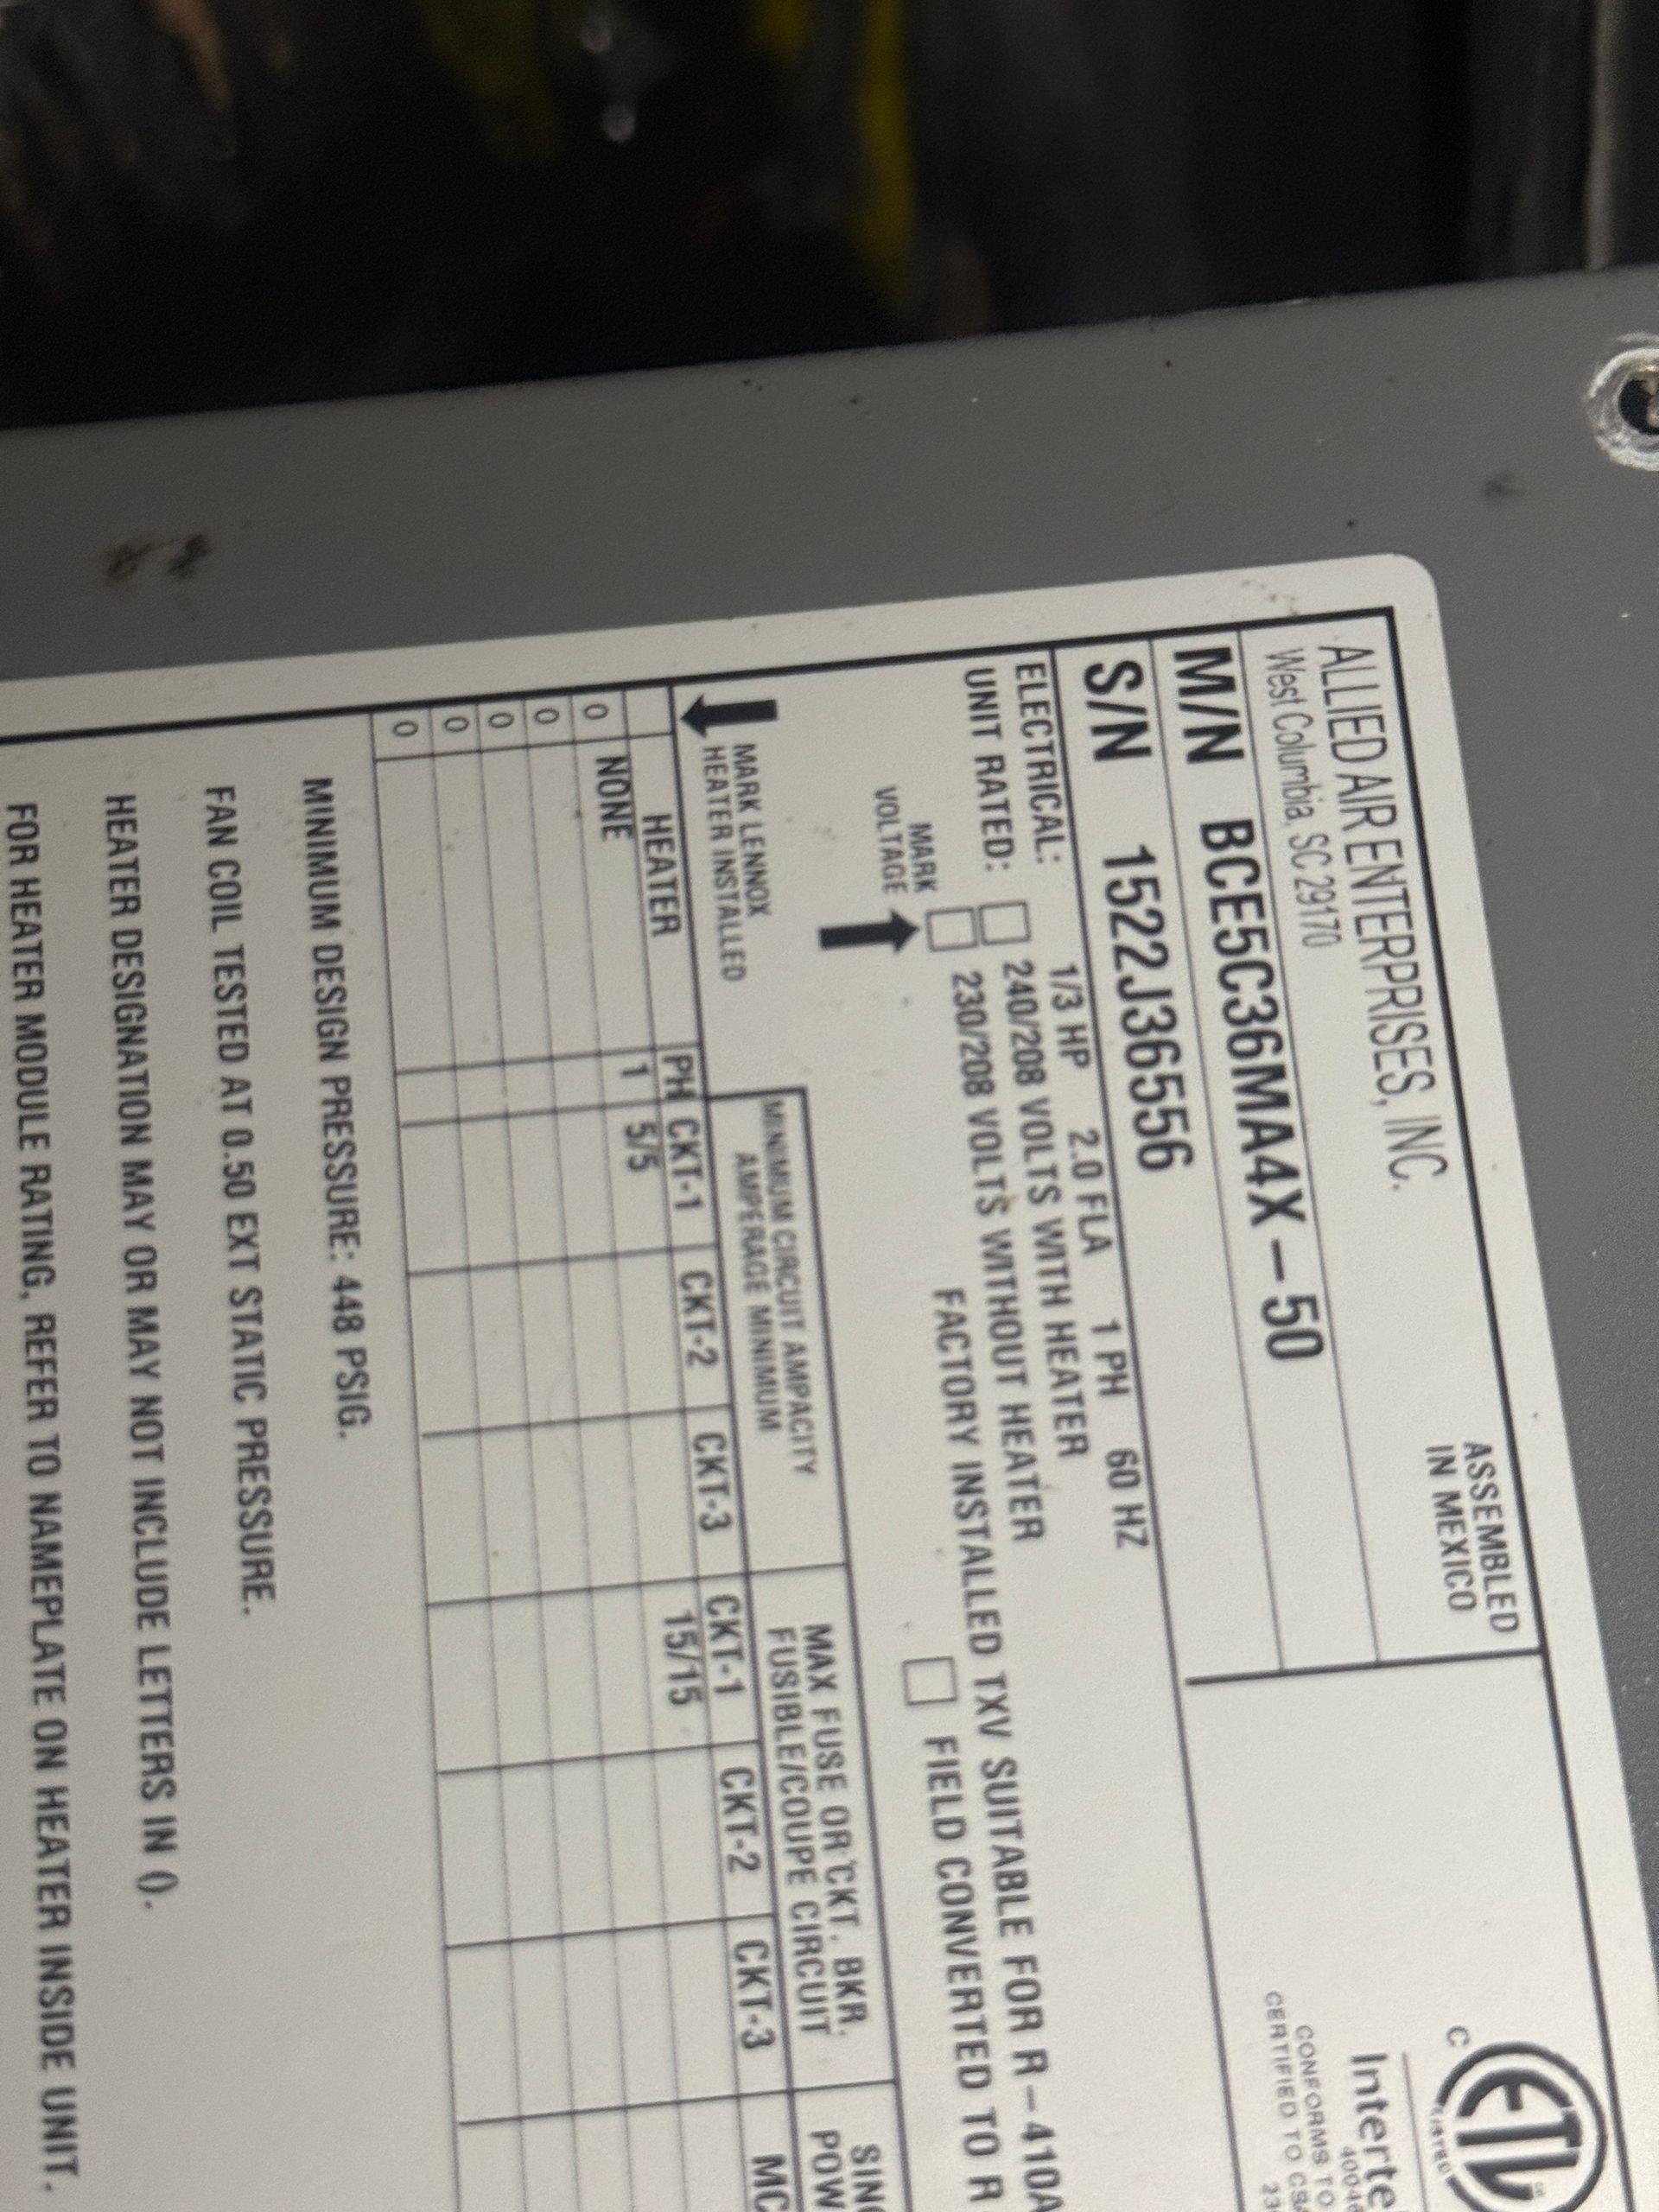 ALLIED AIR ENTERPRISES, INC.
West Columbia, SC 29170
ASSEMBLED
IN MEXICO
M/N BCE5C36MA4X-50
S/N 1522J36556
C ETL
LISTED
CONFORMS TO
CERTIFIED TO
ELECTRICAL: 1/3 HP 2.0 FLA 1 PH 60 HZ
UNIT RATED: 240/208 VOLTS WITH HEATER
230/208 VOLTS WITHOUT HEATER
MARK
VOLTAGE
FACTORY INSTALLED TXV SUITABLE FOR R-410A
FIELD CONVERTED TO R
MARK LENNOX
HEATER INSTALLED
MINIMUM CIRCUIT AMPACITY
AMPERAGE MINIMUM
MAX FUSE OR CKT. BKR.
FUSIBLE/COUPE CIRCUIT
HEATER PH CKT-1 CKT-2 CKT-3 CKT-1 CKT-2 CKT-3
0 NONE 1 5/5 15/15
0
0
0
0
MINIMUM DESIGN PRESSURE: 448 PSIG.
FAN COIL TESTED AT 0.50 EXT STATIC PRESSURE.
HEATER DESIGNATION MAY OR MAY NOT INCLUDE LETTERS IN ().
FOR HEATER MODULE RATING, REFER TO NAMEPLATE ON HEATER INSIDE UNIT.